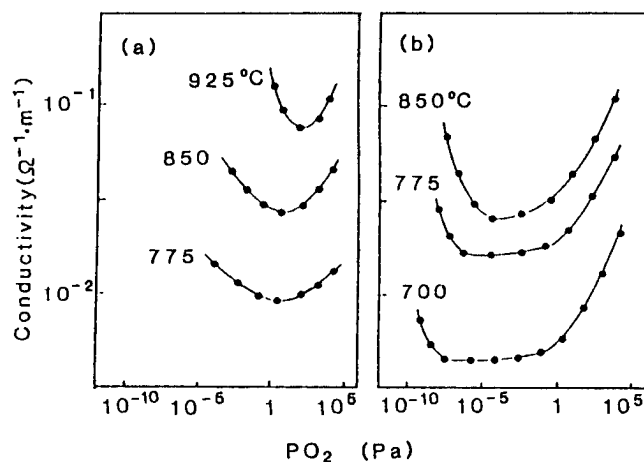 (a)
925°C
850
775
(b)
850°C
775
700
Conductivity(Ω⁻¹·m⁻¹)
10⁻¹
10⁻²
10⁻¹⁰ 10⁻⁶ 1 10⁵
10⁻¹⁰ 10⁻⁵ 1 10⁵
PO₂ (Pa)